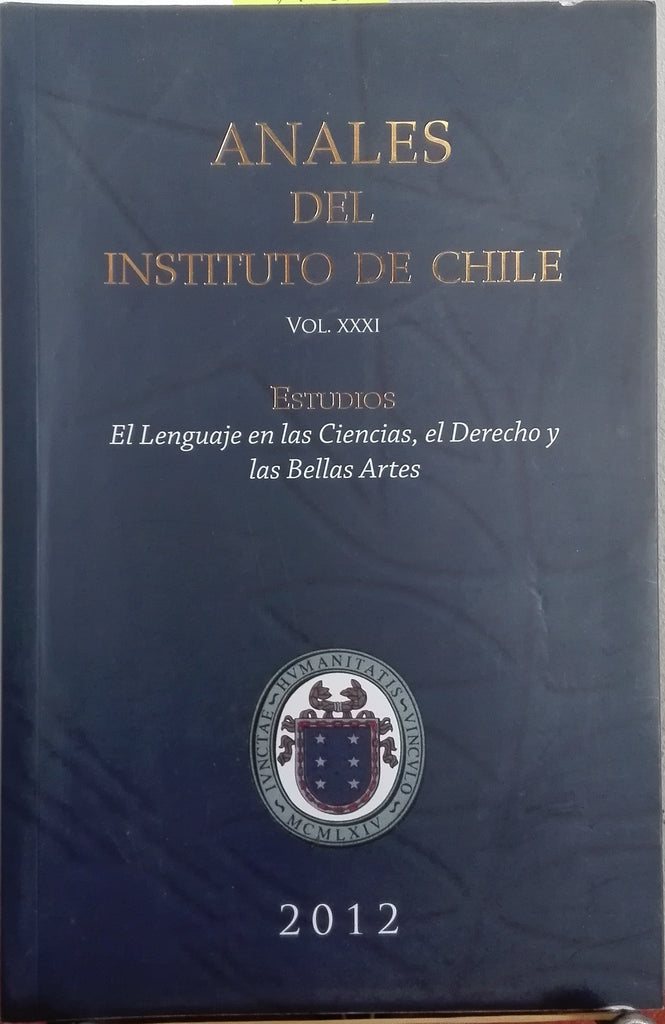 ANALES
DEL
INSTITUTO DE CHILE
VOL. XXXI
ESTUDIOS
El Lenguaje en las Ciencias, el Derecho y
las Bellas Artes
IVNCTAE HVMANITATIS VINCVLO
MCMLXIV
2012